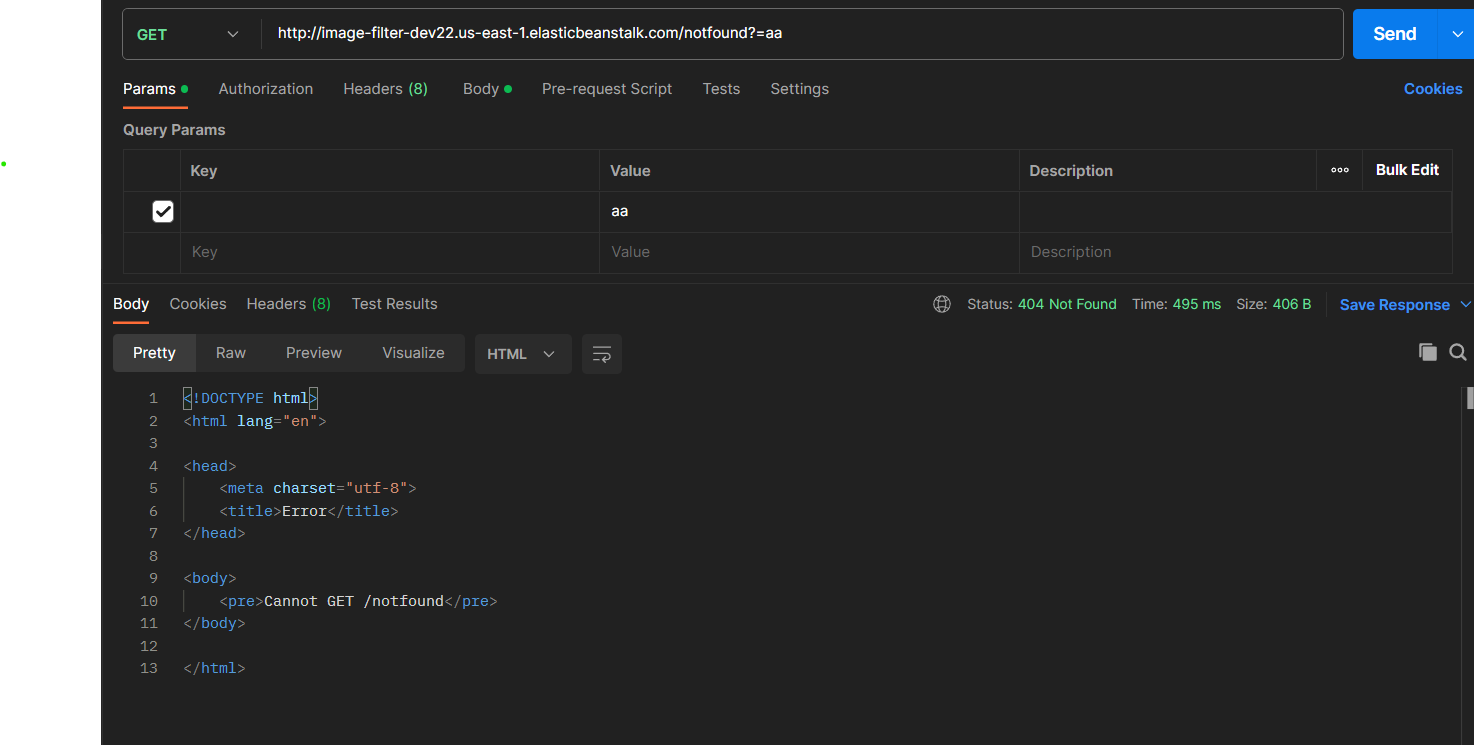 GET http://image-filter-dev22.us-east-1.elasticbeanstalk.com/notfound?=aa Send
Params Authorization Headers (8) Body Pre-request Script Tests Settings Cookies
Query Params
Key Value Description Bulk Edit
aa
Key Value Description
Body Cookies Headers (8) Test Results Status: 404 Not Found Time: 495 ms Size: 406 B Save Response
Pretty Raw Preview Visualize HTML
1 <!DOCTYPE html>
2 <html lang="en">
3
4 <head>
5 <meta charset="utf-8">
6 <title>Error</title>
7 </head>
8
9 <body>
10 <pre>Cannot GET /notfound</pre>
11 </body>
12
13 </html>